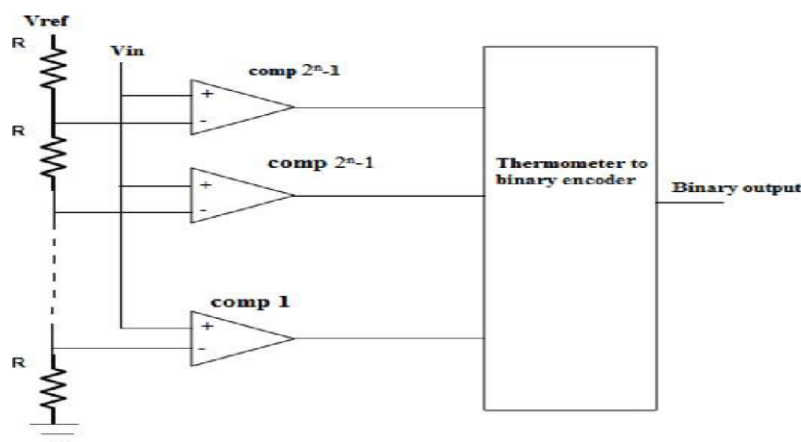 Vref
R
Vin
comp 2ⁿ-1
+
-
R
comp 2ⁿ-1
+
-
Thermometer to
binary encoder
Binary output
comp 1
+
-
R